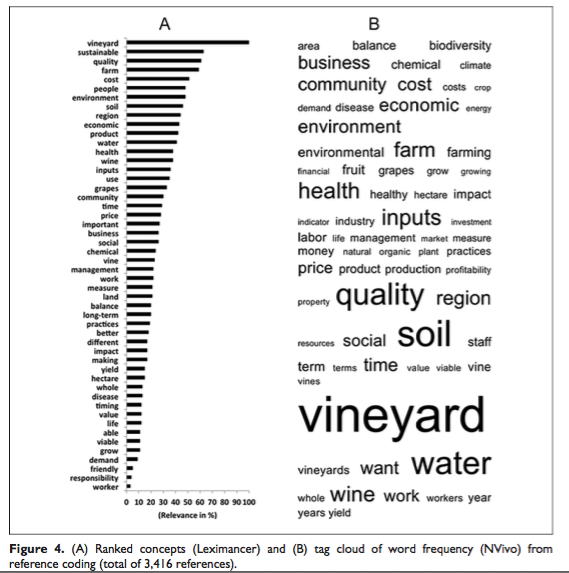 A
vineyard
sustainable
quality
farm
cost
people
environment
soil
region
economic
product
water
health
wine
inputs
use
grapes
community
time
price
important
business
social
chemical
vine
management
work
measure
land
balance
long-term
practices
better
different
impact
making
yield
hectare
whole
disease
timing
value
life
able
viable
grow
demand
friendly
responsibility
worker
0 10 20 30 40 50 60 70 80 90 100
(Relevance in %)
B
area balance biodiversity
business chemical climate
community cost costs crop
demand disease economic energy
environment
environmental farm farming
financial fruit grapes grow growing
health healthy hectare impact
indicator industry inputs investment
labor life management market measure
money natural organic plant practices
price product production profitability
property quality region
resources social soil staff
term terms time value viable vine
vines
vineyard
vineyards want water
whole wine work workers year
years yield
Figure 4. (A) Ranked concepts (Leximancer) and (B) tag cloud of word frequency (NVivo) from
reference coding (total of 3,416 references).